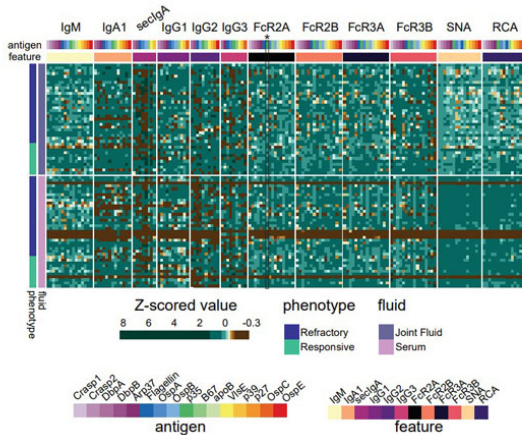 IgM IgA1 secIgA IgG1 IgG2 IgG3 FcR2A FcR2B FcR3A FcR3B SNA RCA
*
antigen
feature
phenotype fluid
Z-scored value phenotype fluid
8 6 4 2 0 -0.3
Refractory Joint Fluid
Responsive Serum
Crasp1 Crasp2 DbpA DbpB Arp37 Flagellin OspA OspB p35 B67 apoB VlsE p39 p27 OspC OspE
antigen
IgM IgA1 secIgA IgG1 IgG2 IgG3 FcR2A FcR2B FcR3A FcR3B SNA RCA
feature